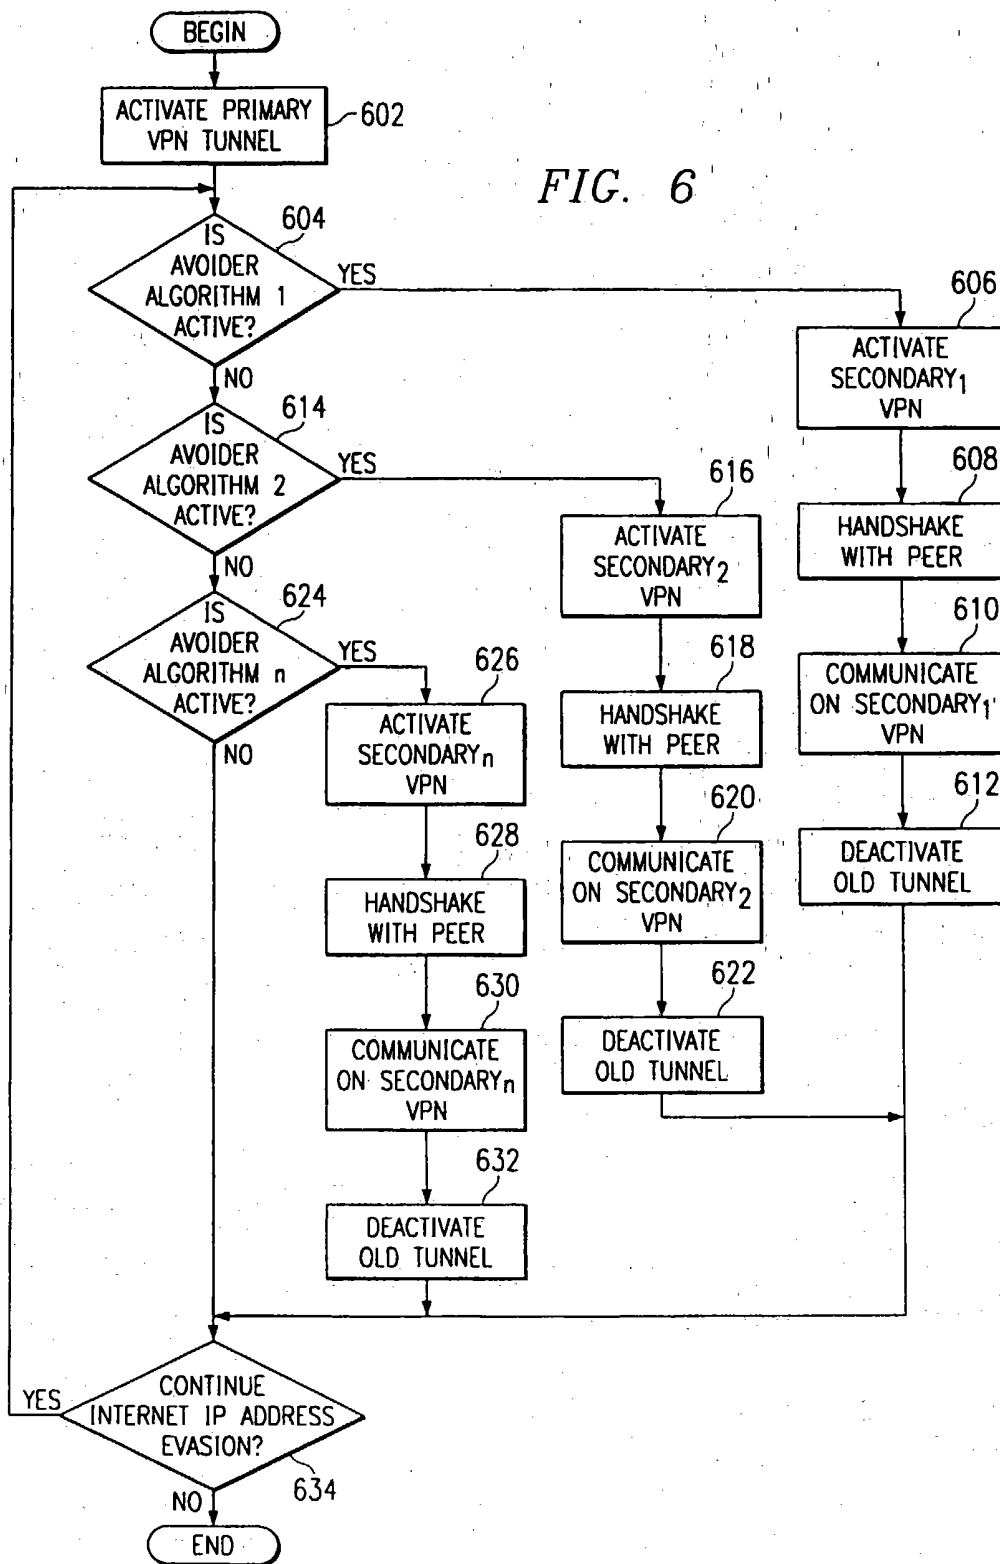 BEGIN
ACTIVATE PRIMARY
VPN TUNNEL
602
FIG. 6
604
IS
AVOIDER
ALGORITHM 1
ACTIVE?
YES
NO
606
ACTIVATE
SECONDARY1
VPN
608
HANDSHAKE
WITH PEER
610
COMMUNICATE
ON SECONDARY1'
VPN
612
DEACTIVATE
OLD TUNNEL
614
IS
AVOIDER
ALGORITHM 2
ACTIVE?
YES
NO
616
ACTIVATE
SECONDARY2
VPN
618
HANDSHAKE
WITH PEER
620
COMMUNICATE
ON SECONDARY2
VPN
622
DEACTIVATE
OLD TUNNEL
624
IS
AVOIDER
ALGORITHM n
ACTIVE?
YES
NO
626
ACTIVATE
SECONDARYn
VPN
628
HANDSHAKE
WITH PEER
630
COMMUNICATE
ON SECONDARYn
VPN
632
DEACTIVATE
OLD TUNNEL
CONTINUE
INTERNET IP ADDRESS
EVASION?
634
YES
NO
END